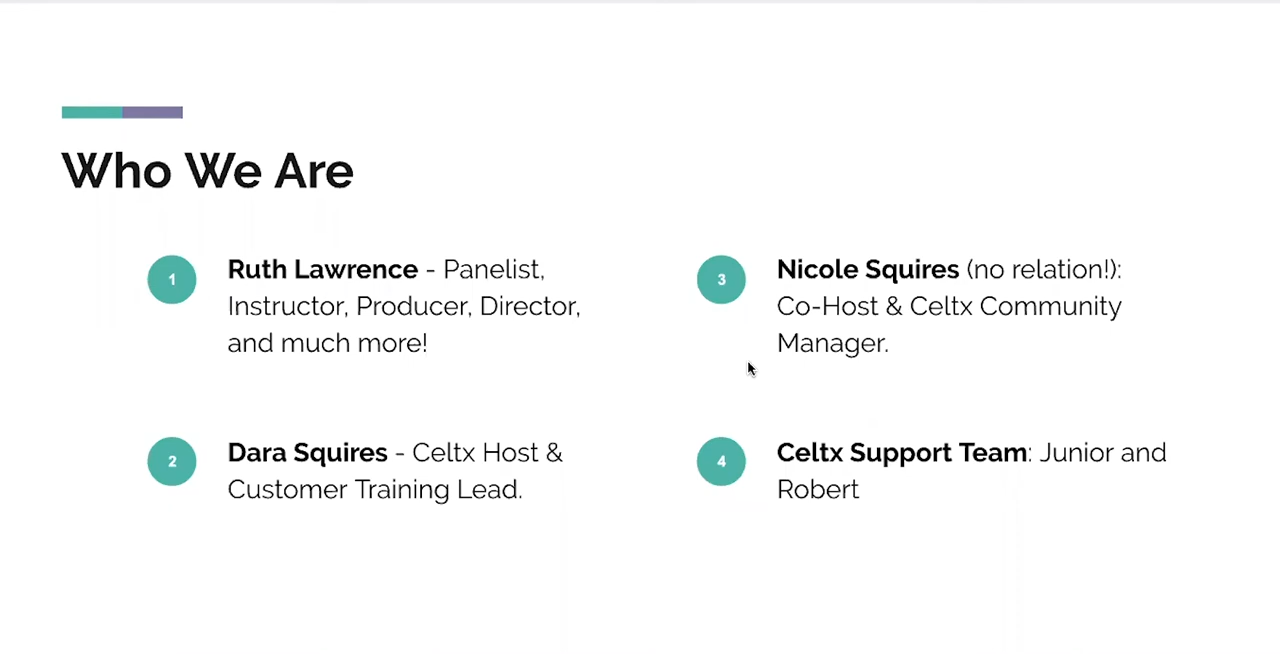 Who We Are
1
Ruth Lawrence - Panelist,
Instructor, Producer, Director,
and much more!
2
Dara Squires - Celtx Host &
Customer Training Lead.
3
Nicole Squires (no relation!):
Co-Host & Celtx Community
Manager.
4
Celtx Support Team: Junior and
Robert